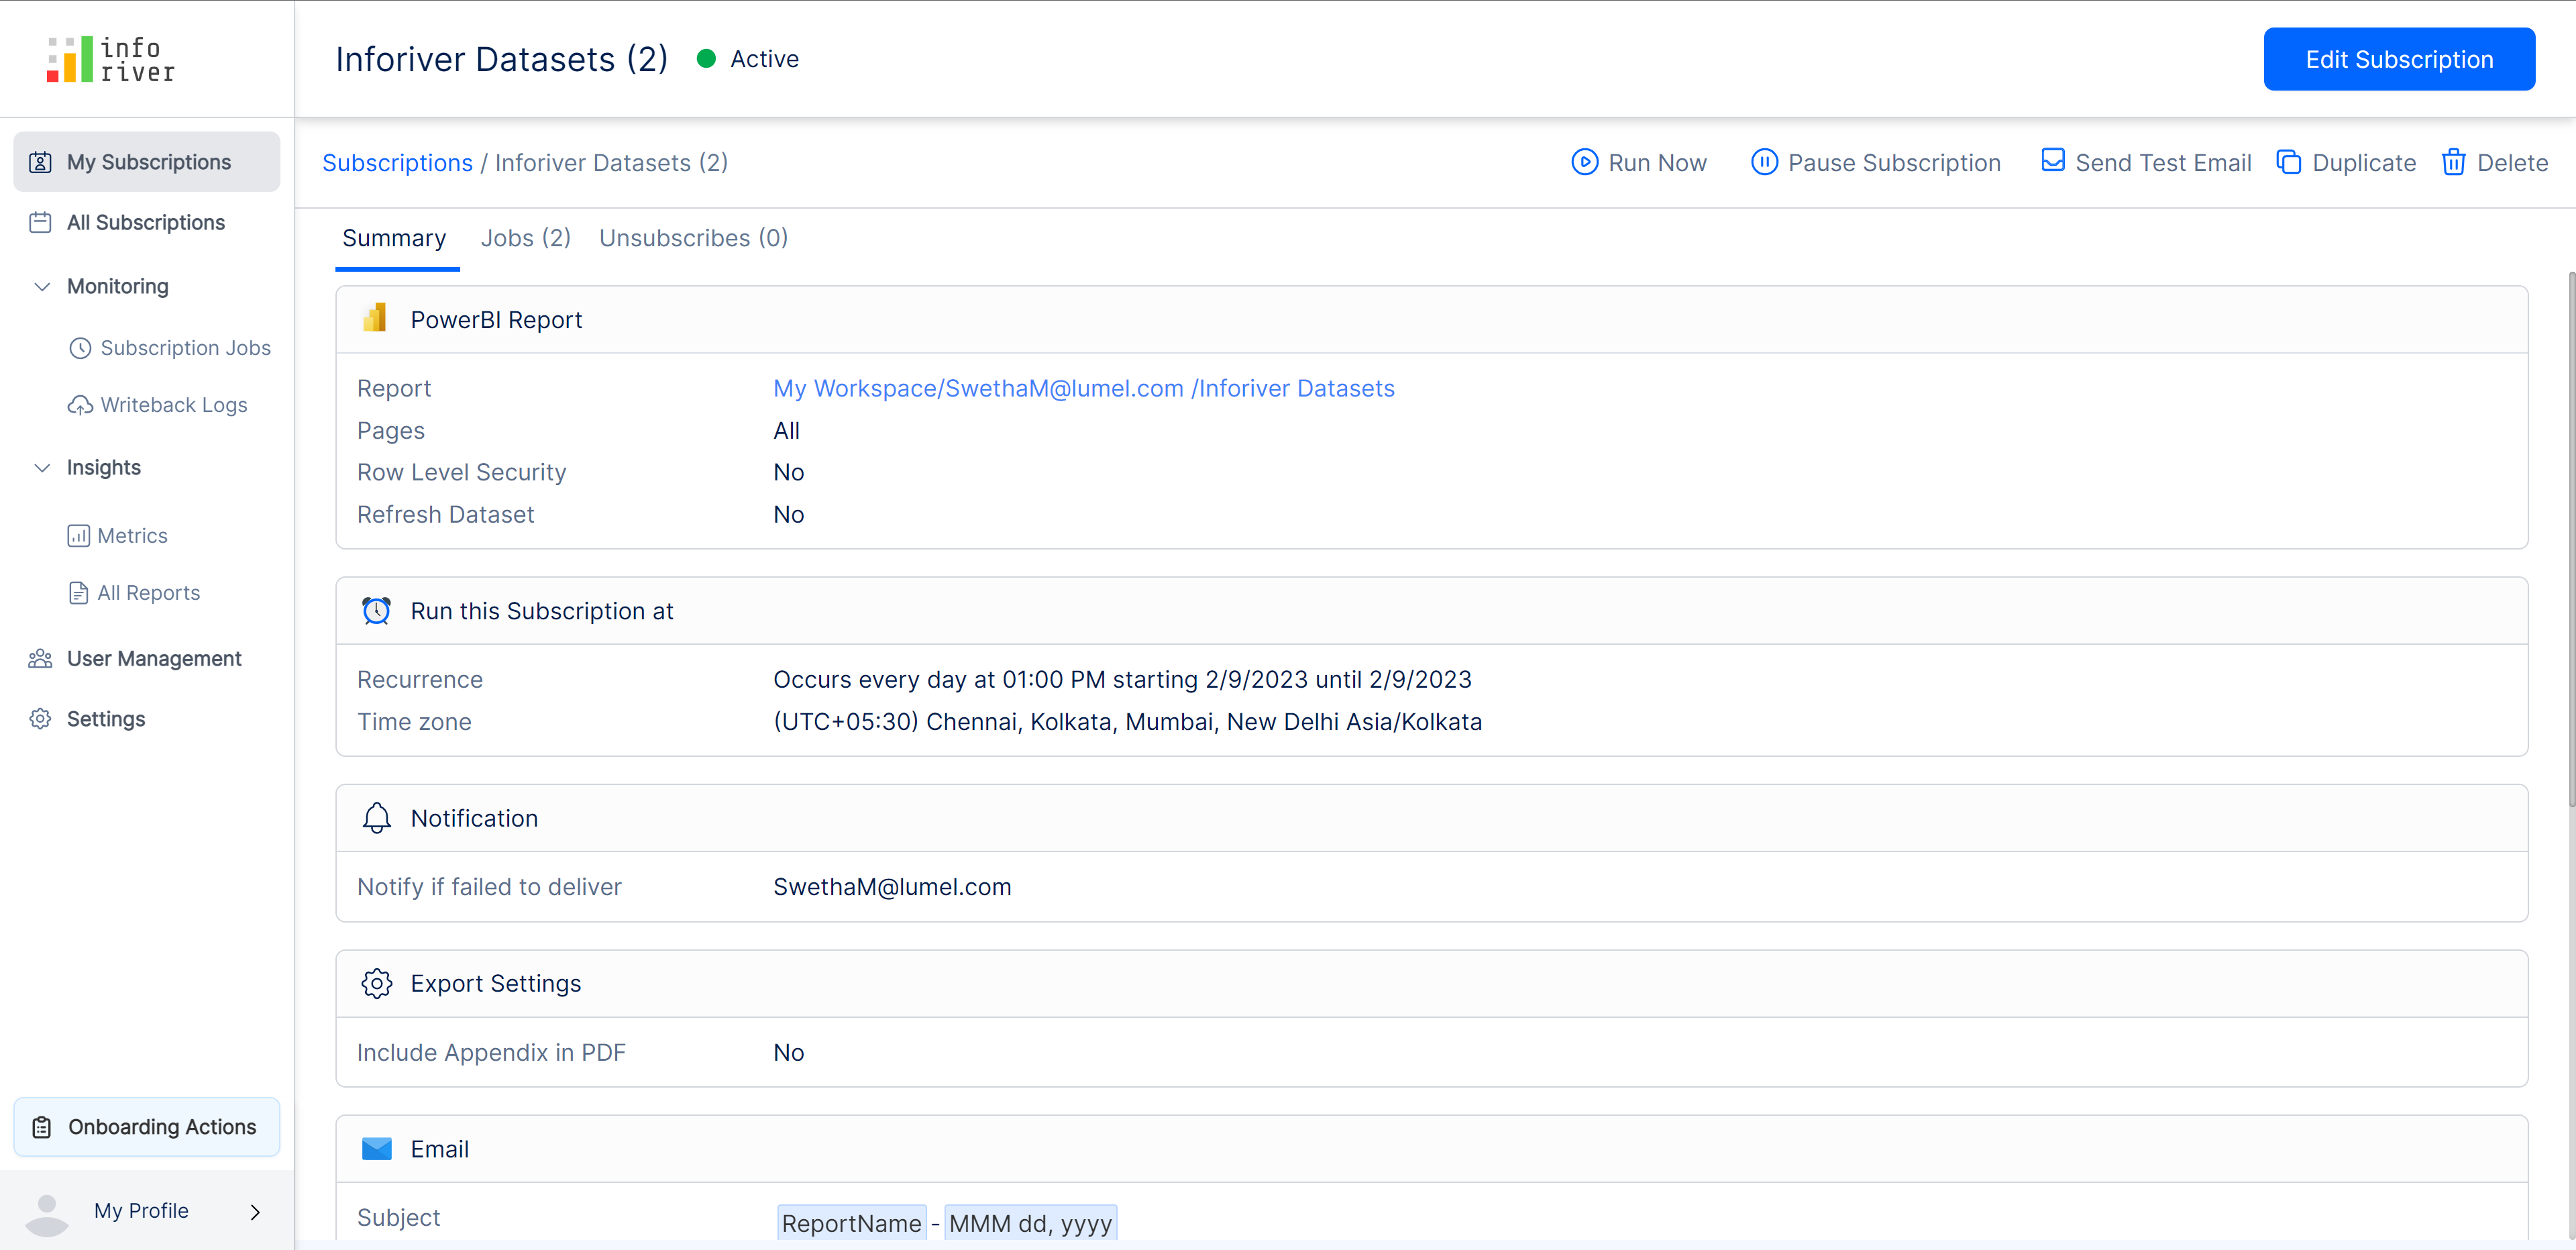 info
river
Inforiver Datasets (2)
Active
Edit Subscription
My Subscriptions
All Subscriptions
Monitoring
Subscription Jobs
Writeback Logs
Insights
Metrics
All Reports
User Management
Settings
Onboarding Actions
My Profile
Subscriptions / Inforiver Datasets (2)
Run Now
Pause Subscription
Send Test Email
Duplicate
Delete
Summary
Jobs (2)
Unsubscribes (0)
PowerBI Report
Report My Workspace/SwethaM@lumel.com /Inforiver Datasets
Pages All
Row Level Security No
Refresh Dataset No
Run this Subscription at
Recurrence Occurs every day at 01:00 PM starting 2/9/2023 until 2/9/2023
Time zone (UTC+05:30) Chennai, Kolkata, Mumbai, New Delhi Asia/Kolkata
Notification
Notify if failed to deliver SwethaM@lumel.com
Export Settings
Include Appendix in PDF No
Email
Subject ReportName - MMM dd, yyyy